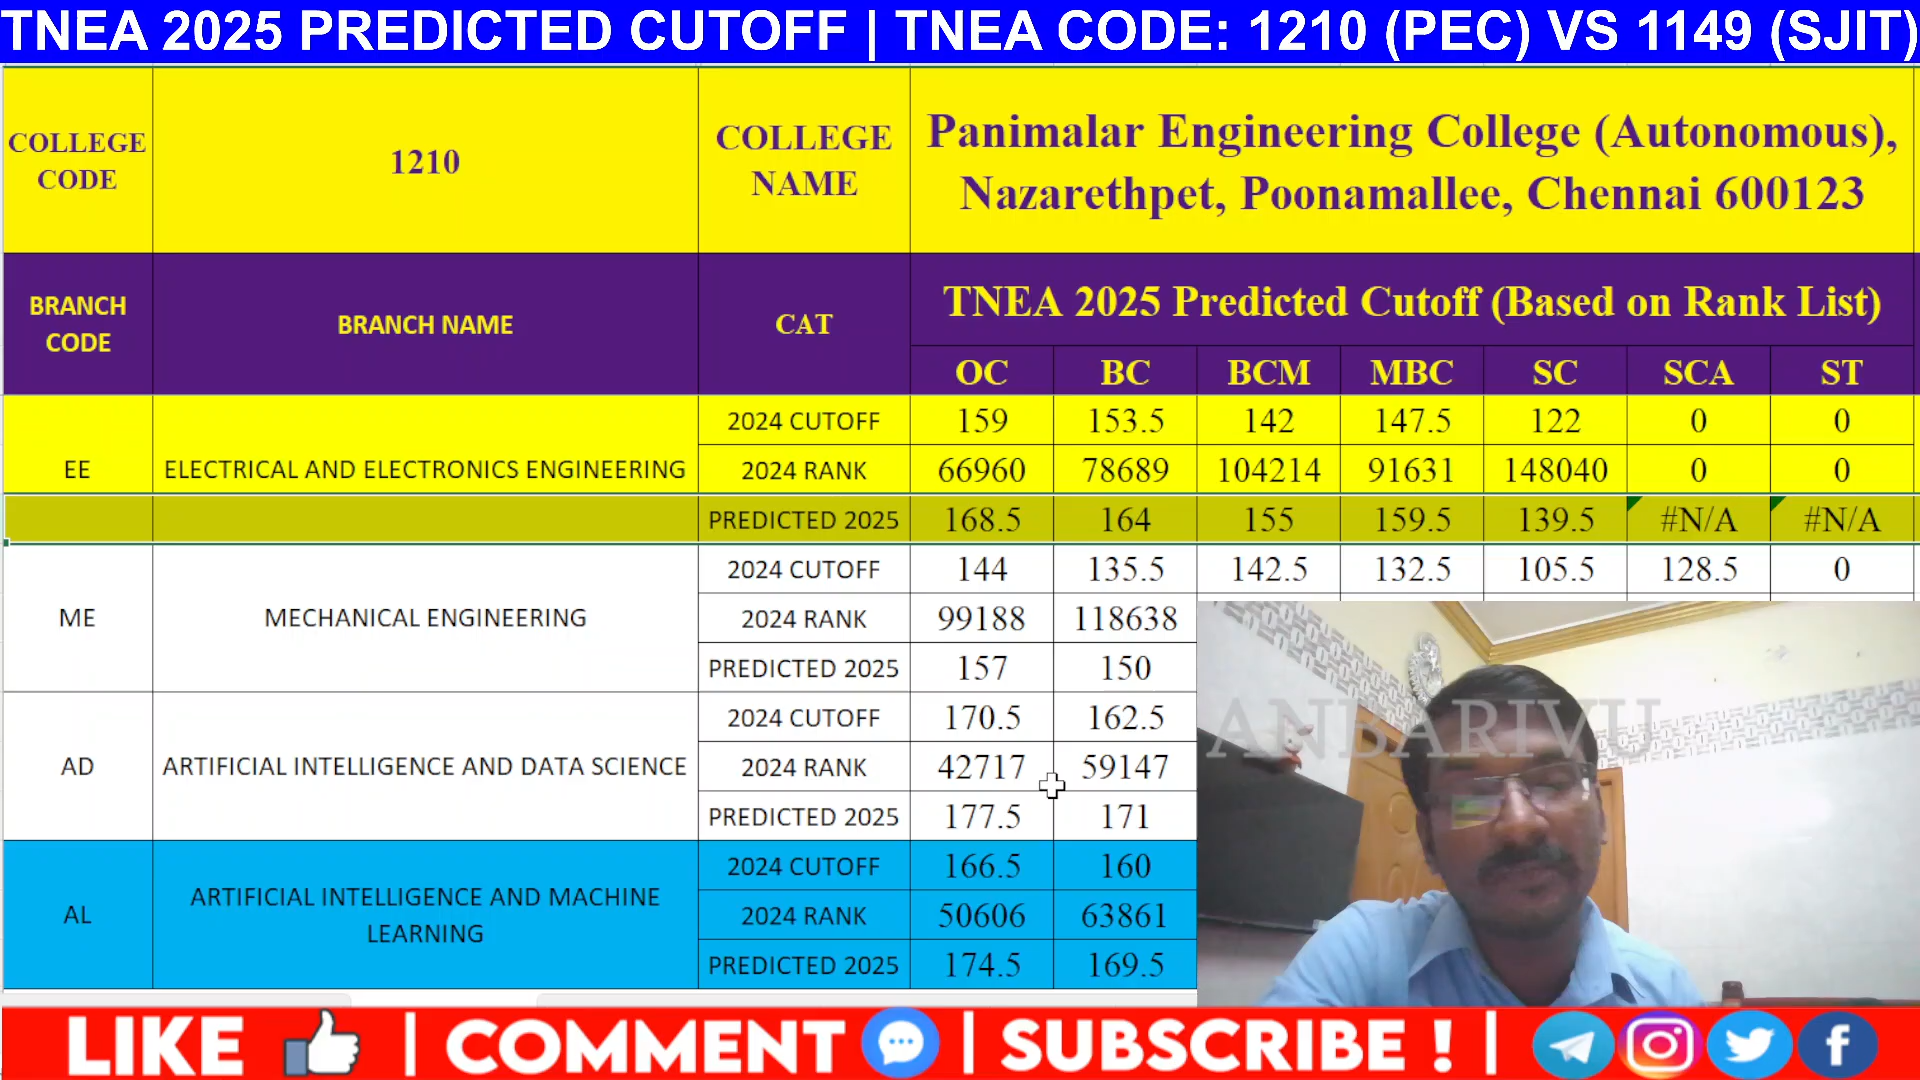 TNEA 2025 PREDICTED CUTOFF | TNEA CODE: 1210 (PEC) VS 1149 (SJIT)
COLLEGE CODE 1210 COLLEGE NAME Panimalar Engineering College (Autonomous), Nazarethpet, Poonamallee, Chennai 600123
BRANCH CODE BRANCH NAME CAT TNEA 2025 Predicted Cutoff (Based on Rank List)
OC BC BCM MBC SC SCA ST
2024 CUTOFF 159 153.5 142 147.5 122 0 0
EE ELECTRICAL AND ELECTRONICS ENGINEERING 2024 RANK 66960 78689 104214 91631 148040 0 0
PREDICTED 2025 168.5 164 155 159.5 139.5 #N/A #N/A
2024 CUTOFF 144 135.5 142.5 132.5 105.5 128.5 0
ME MECHANICAL ENGINEERING 2024 RANK 99188 118638
PREDICTED 2025 157 150
2024 CUTOFF 170.5 162.5
AD ARTIFICIAL INTELLIGENCE AND DATA SCIENCE 2024 RANK 42717 59147
PREDICTED 2025 177.5 171
2024 CUTOFF 166.5 160
AL ARTIFICIAL INTELLIGENCE AND MACHINE LEARNING 2024 RANK 50606 63861
PREDICTED 2025 174.5 169.5
ANBARIVU
LIKE | COMMENT | SUBSCRIBE ! |